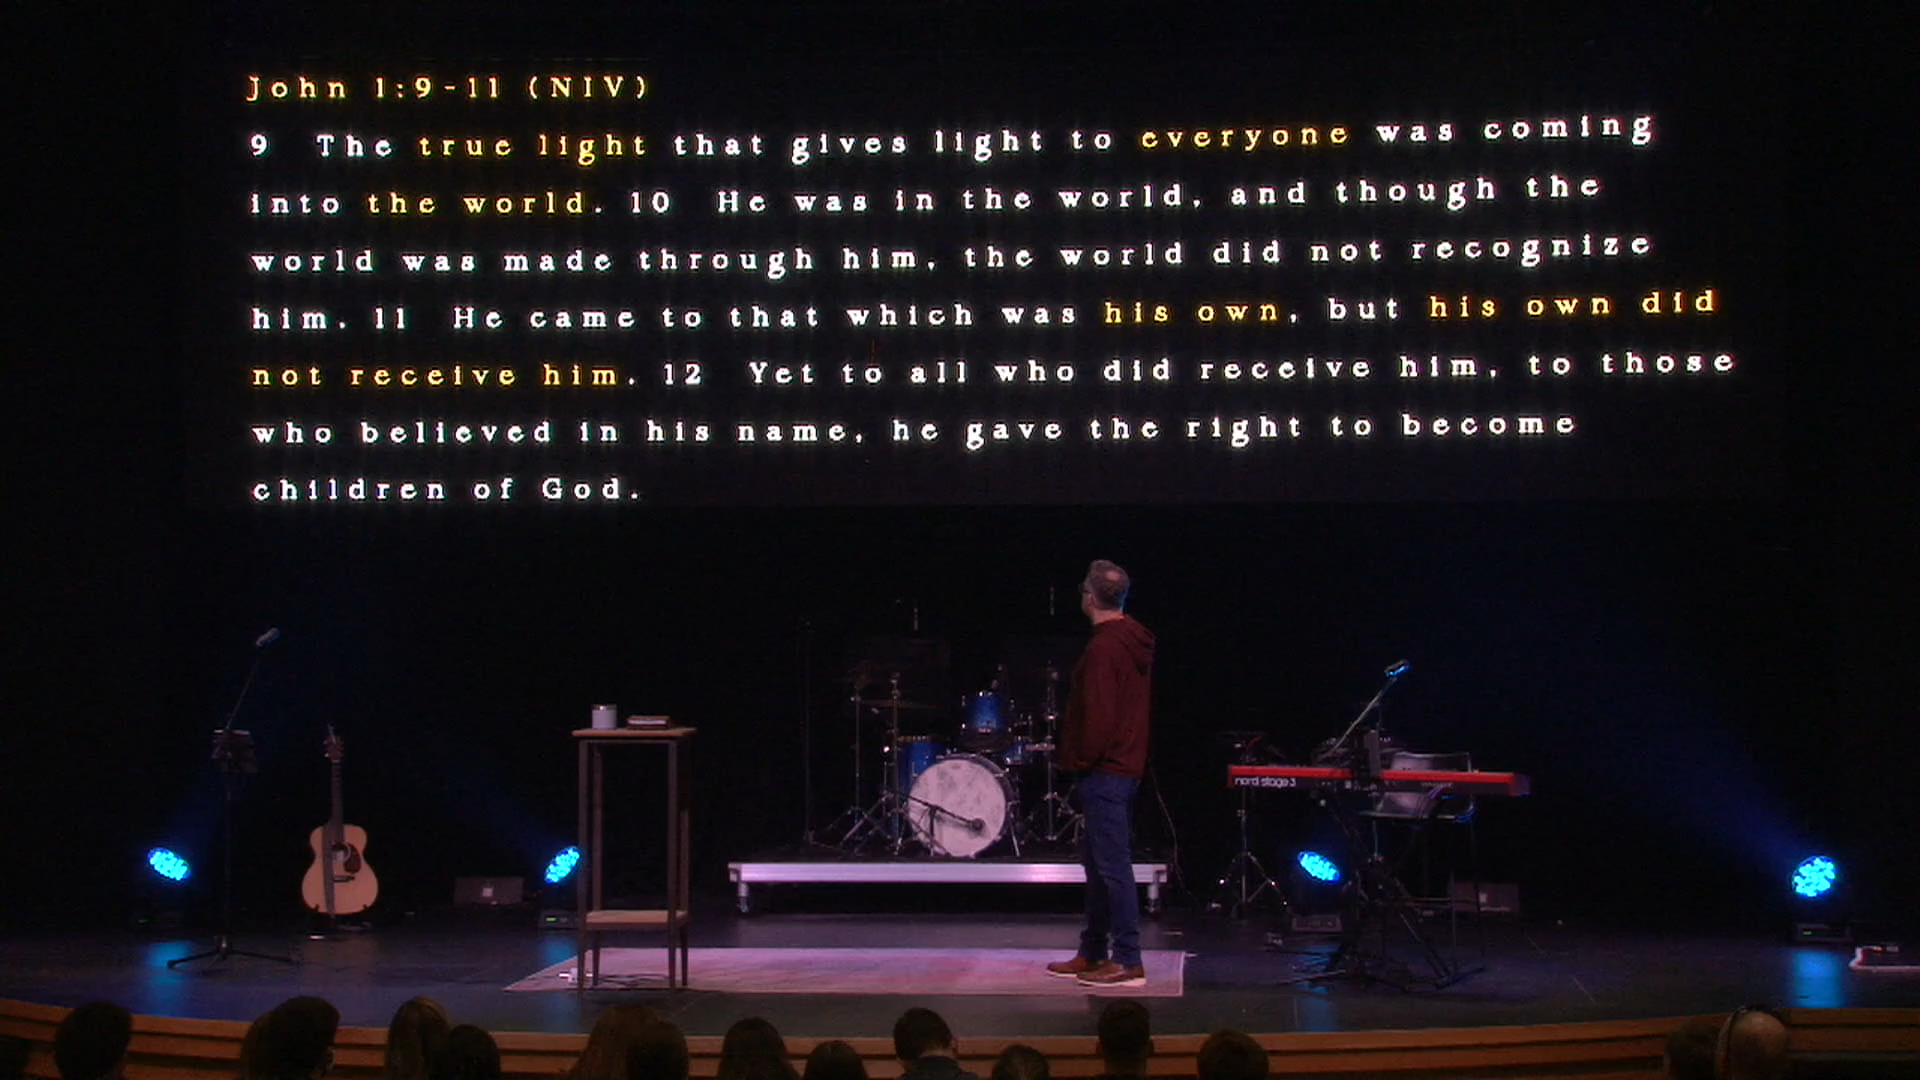 John 1:9-11 (NIV)
9 The true light that gives light to everyone was coming
into the world. 10 He was in the world, and though the
world was made through him, the world did not recognize
him. 11 He came to that which was his own, but his own did
not receive him. 12 Yet to all who did receive him, to those
who believed in his name, he gave the right to become
children of God.
nord stage 3